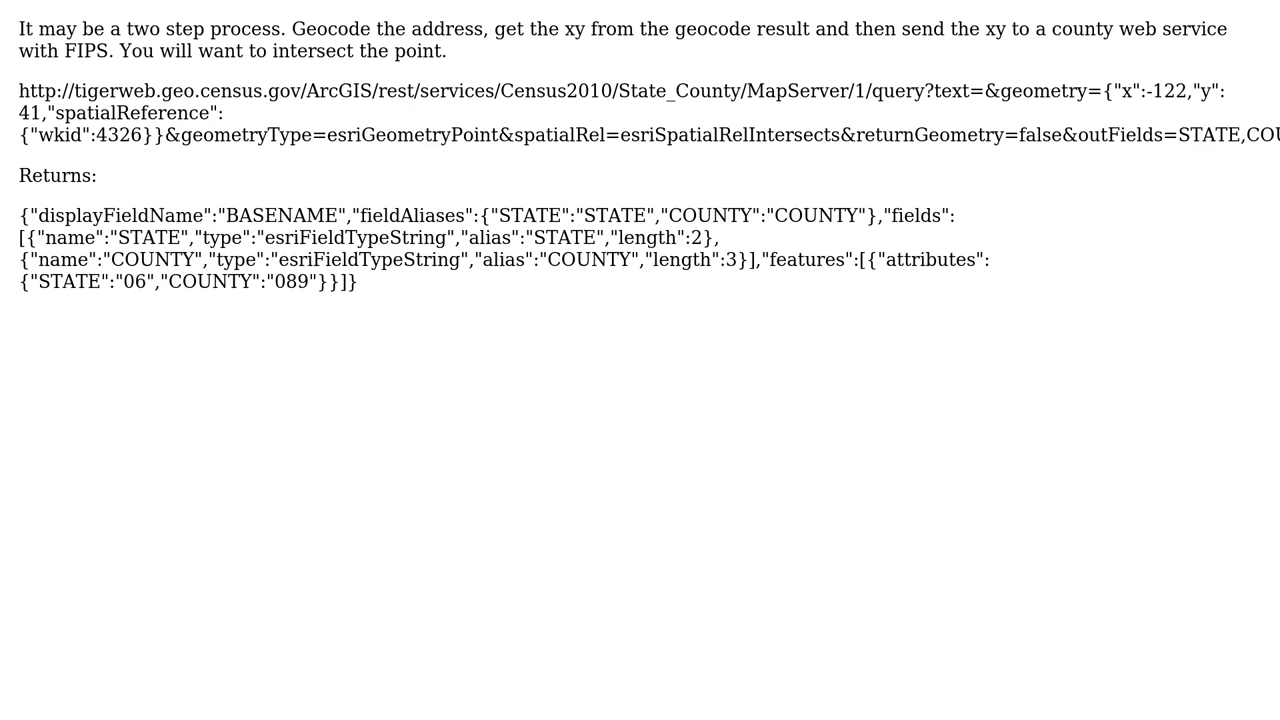 It may be a two step process. Geocode the address, get the xy from the geocode result and then send the xy to a county web service
with FIPS. You will want to intersect the point.
http://tigerweb.geo.census.gov/ArcGIS/rest/services/Census2010/State_County/MapServer/1/query?text=&geometry={"x":-122,"y":
41,"spatialReference":
{"wkid":4326}}&geometryType=esriGeometryPoint&spatialRel=esriSpatialRelIntersects&returnGeometry=false&outFields=STATE,COU
Returns:
{"displayFieldName":"BASENAME","fieldAliases":{"STATE":"STATE","COUNTY":"COUNTY"},"fields":
[{"name":"STATE","type":"esriFieldTypeString","alias":"STATE","length":2},
{"name":"COUNTY","type":"esriFieldTypeString","alias":"COUNTY","length":3}],"features":[{"attributes":
{"STATE":"06","COUNTY":"089"}}]}